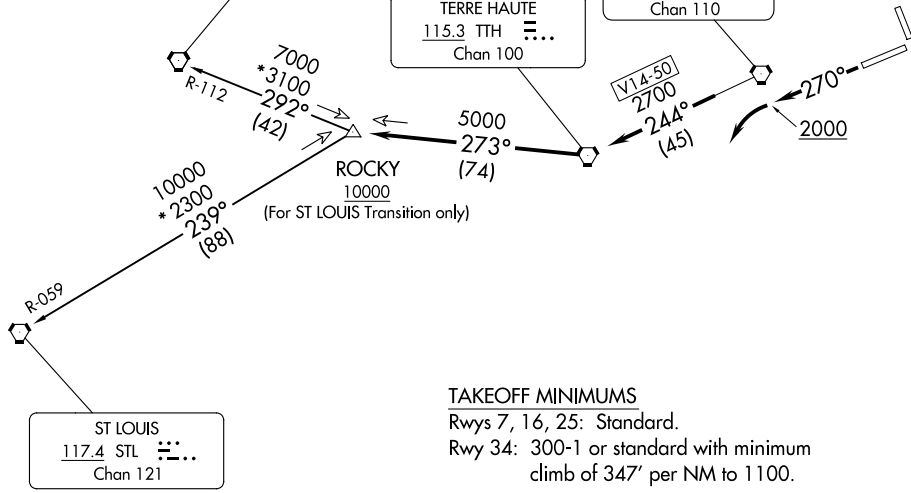 TERRE HAUTE
115.3 TTH
Chan 100
Chan 110
7000
*3100
292°
(42)
R-112
5000
273°
(74)
V14-50
2700
244°
(45)
270°
2000
ROCKY
10000
(For ST LOUIS Transition only)
10000
*2300
239°
(88)
R-059
ST LOUIS
117.4 STL
Chan 121
TAKEOFF MINIMUMS
Rwys 7, 16, 25: Standard.
Rwy 34: 300-1 or standard with minimum
climb of 347' per NM to 1100.